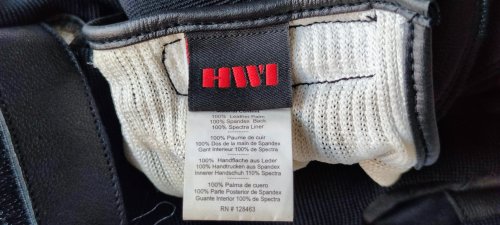 HWI
100% Leather Palm
100% Spandex Back
100% Spectra Liner
100% Paume de cuir
100% Dos de la main de Spandex
Gant Interieur 100% de Spectra
100% Handflache aus Leder
100% Handrucken aus Spandex
Innerer Handschuh 110% Spectra
100% Palma de cuero
100% Parte Posterior de Spandex
Guante Interior 100% de Spectra
RN # 128463